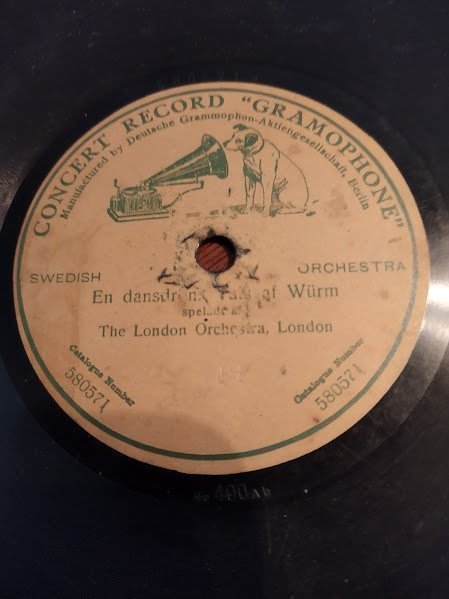 CONCERT RECORD "GRAMOPHONE"
Manufactured by Deutsche Grammophon-Aktiengesellschaft, Berlin
SWEDISH ORCHESTRA
En af Würm
The London Orchestra, London
Catalogue Number 580571
Catalogue Number 580571